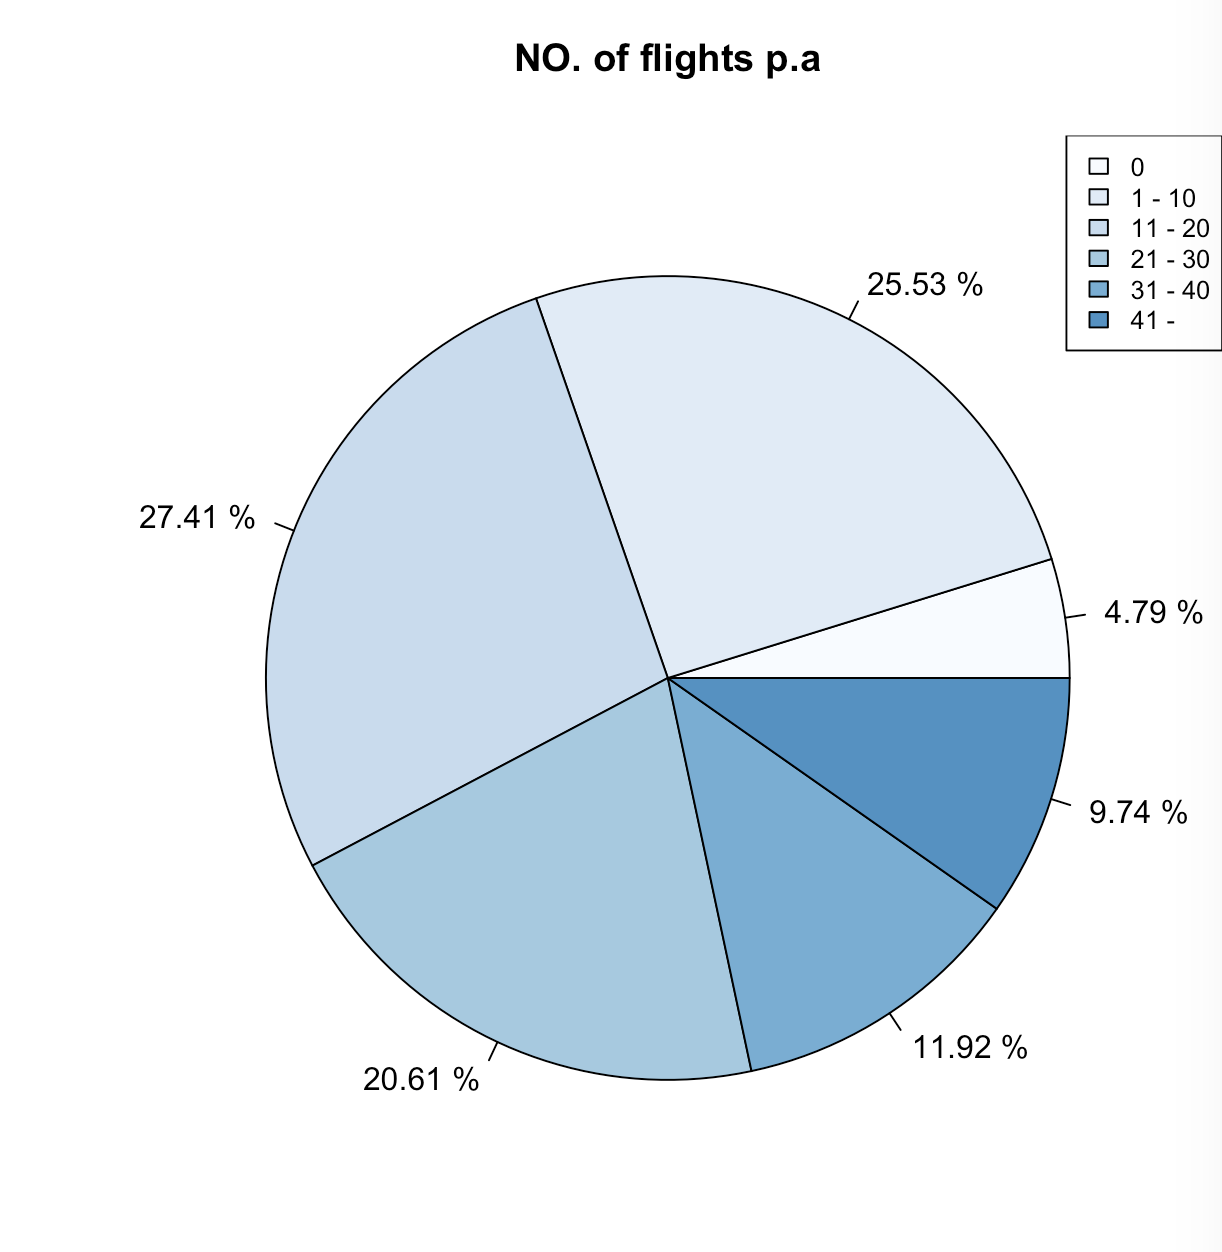 NO. of flights p.a
0
1 - 10
11 - 20
21 - 30
31 - 40
41 -
25.53 %
27.41 %
4.79 %
9.74 %
11.92 %
20.61 %